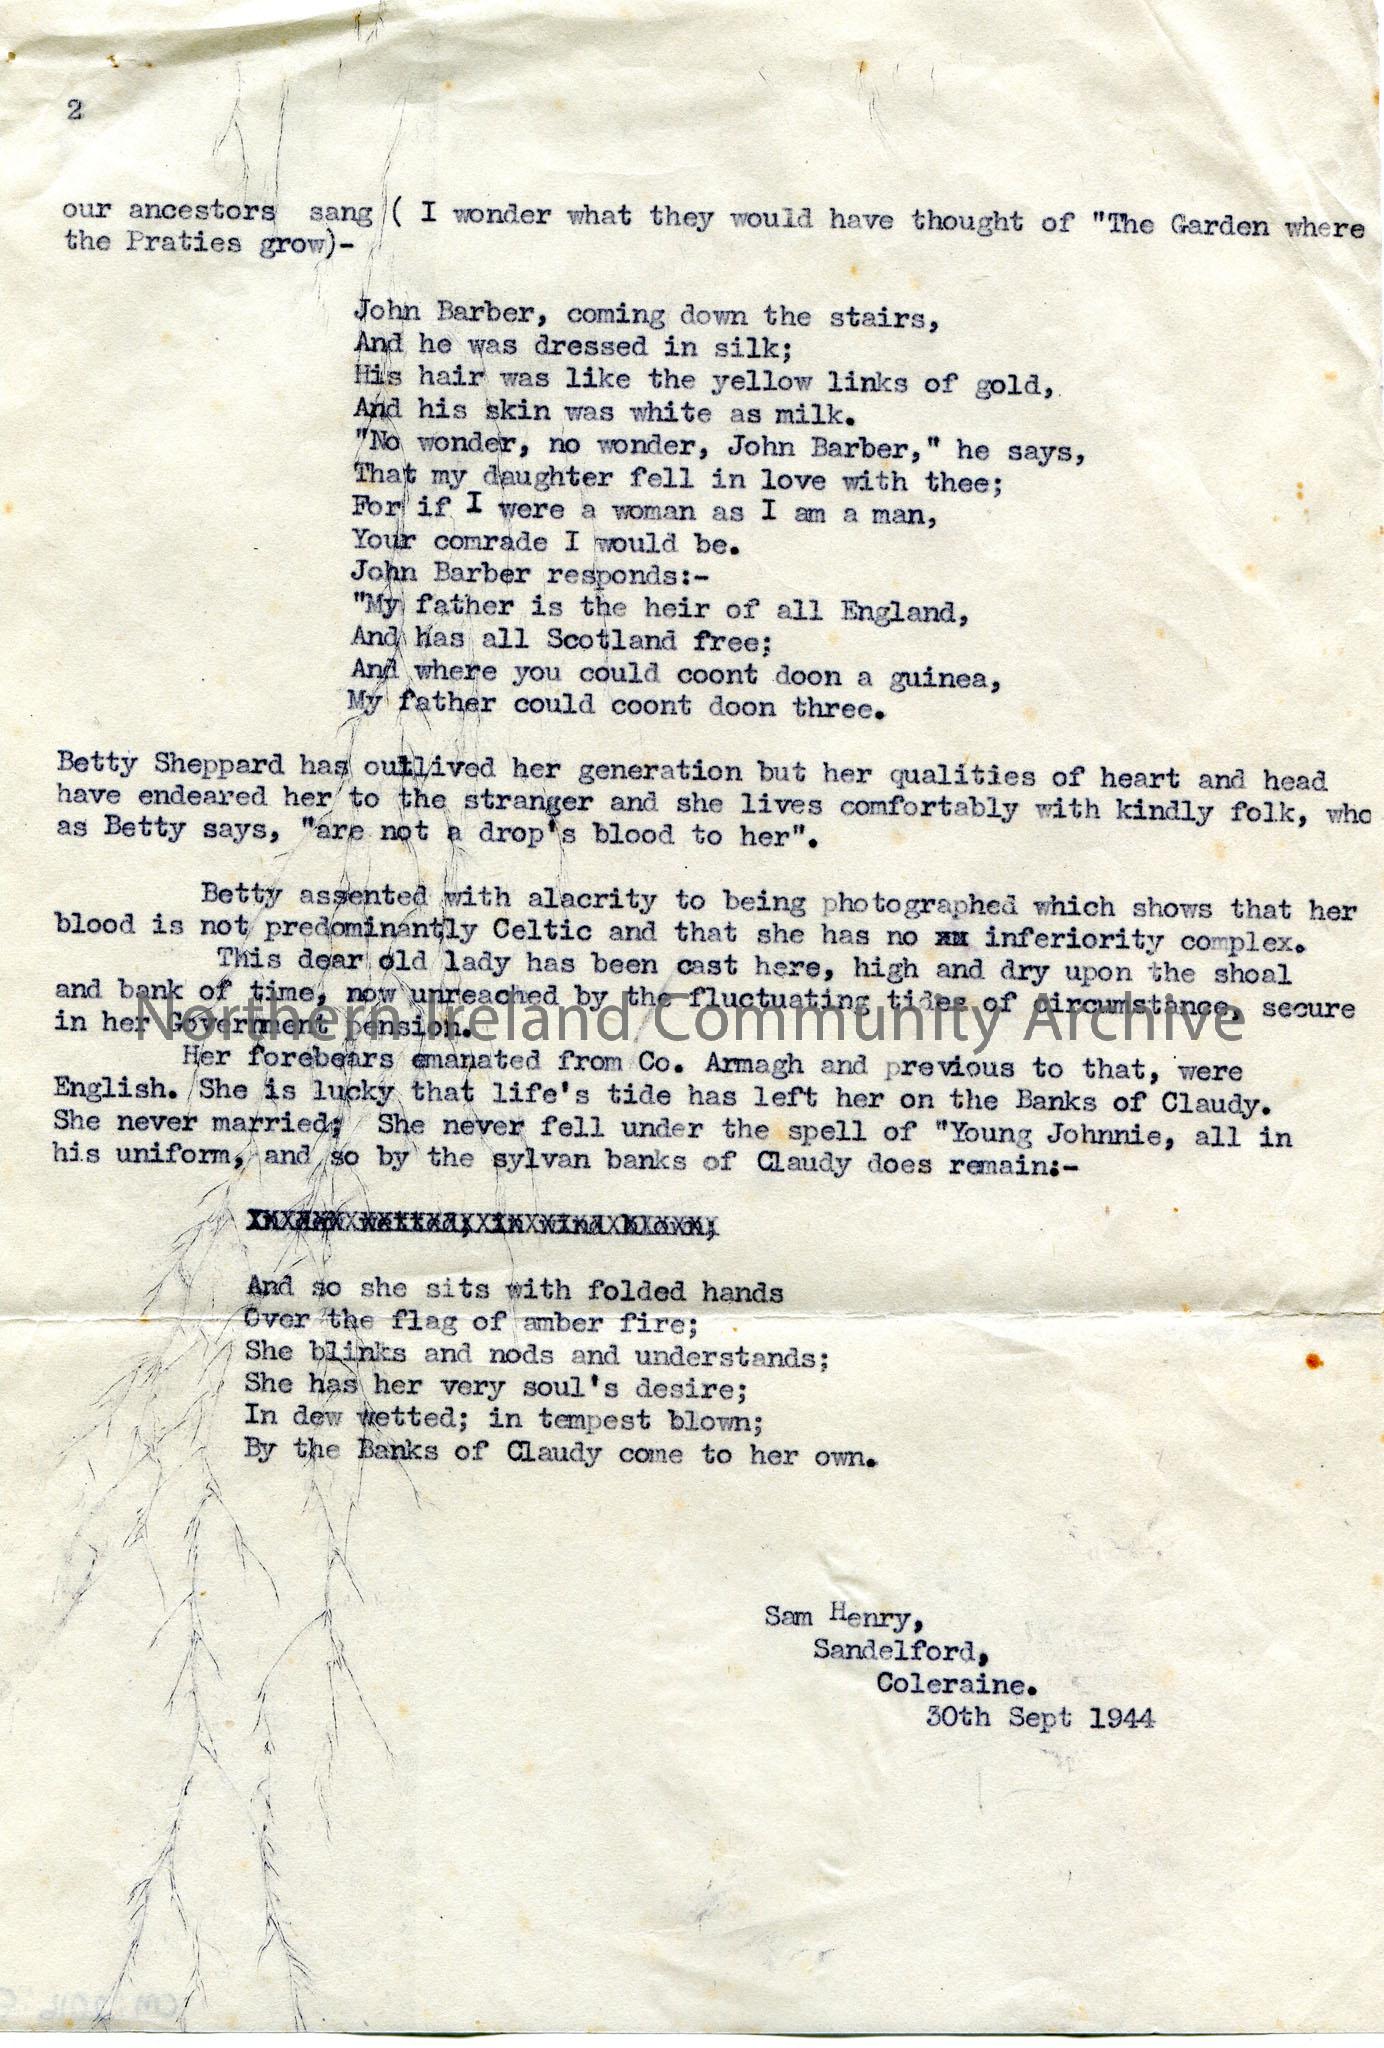 2
our ancestors sang ( I wonder what they would have thought of "The Garden where
the Praties grow)-
John Barber, coming down the stairs,
And he was dressed in silk;
His hair was like the yellow links of gold,
And his skin was white as milk.
"No wonder, no wonder, John Barber," he says,
That my daughter fell in love with thee;
For if I were a woman as I am a man,
Your comrade I would be.
John Barber responds:-
"My father is the heir of all England,
And has all Scotland free;
And where you could coont doon a guinea,
My father could coont doon three.
Betty Sheppard has outlived her generation but her qualities of heart and head
have endeared her to the stranger and she lives comfortably with kindly folk, who
as Betty says, "are not a drop's blood to her".
Betty assented with alacrity to being photographed which shows that her
blood is not predominantly Celtic and that she has no xx inferiority complex.
This dear old lady has been cast here, high and dry upon the shoal
and bank of time, now unreached by the fluctuating tides of circumstance, secure
Northern Ireland Community Archive
in her Government pension.
Her forebears emanated from Co. Armagh and previous to that, were
English. She is lucky that life's tide has left her on the Banks of Claudy.
She never married; She never fell under the spell of "Young Johnnie, all in
his uniform, and so by the sylvan banks of Claudy does remain:-
In dew wetted, in wind blown;
And so she sits with folded hands
Over the flag of amber fire;
She blinks and nods and understands;
She has her very soul's desire;
In dew wetted; in tempest blown;
By the Banks of Claudy come to her own.
Sam Henry,
Sandelford,
Coleraine.
30th Sept 1944